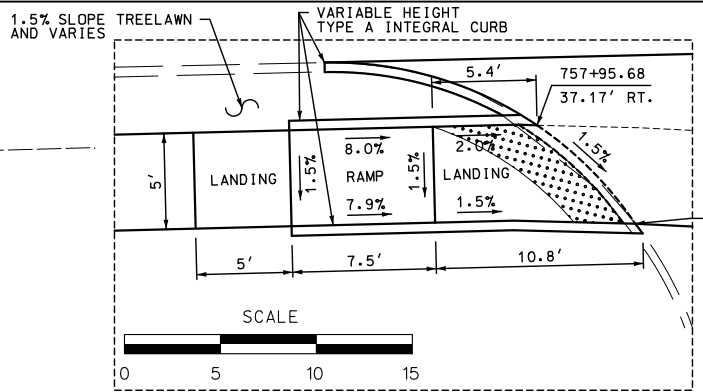 1.5% SLOPE TREELAWN
AND VARIES
VARIABLE HEIGHT
TYPE A INTEGRAL CURB
5.4'
757+95.68
37.17' RT.
1.5%
5'
LANDING
1.5%
8.0%
RAMP
7.9%
1.5%
2.0%
LANDING
1.5%
5'
7.5'
10.8'
SCALE
0 5 10 15